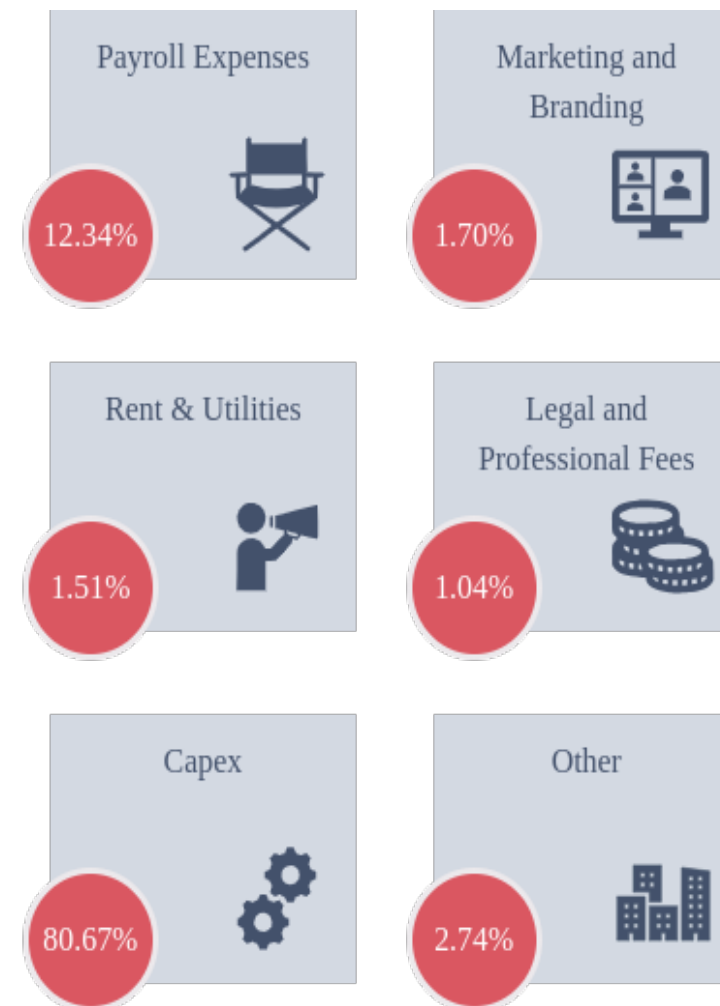 Payroll Expenses
12.34%
Marketing and
Branding
1.70%
Rent & Utilities
1.51%
Legal and
Professional Fees
1.04%
Capex
80.67%
Other
2.74%